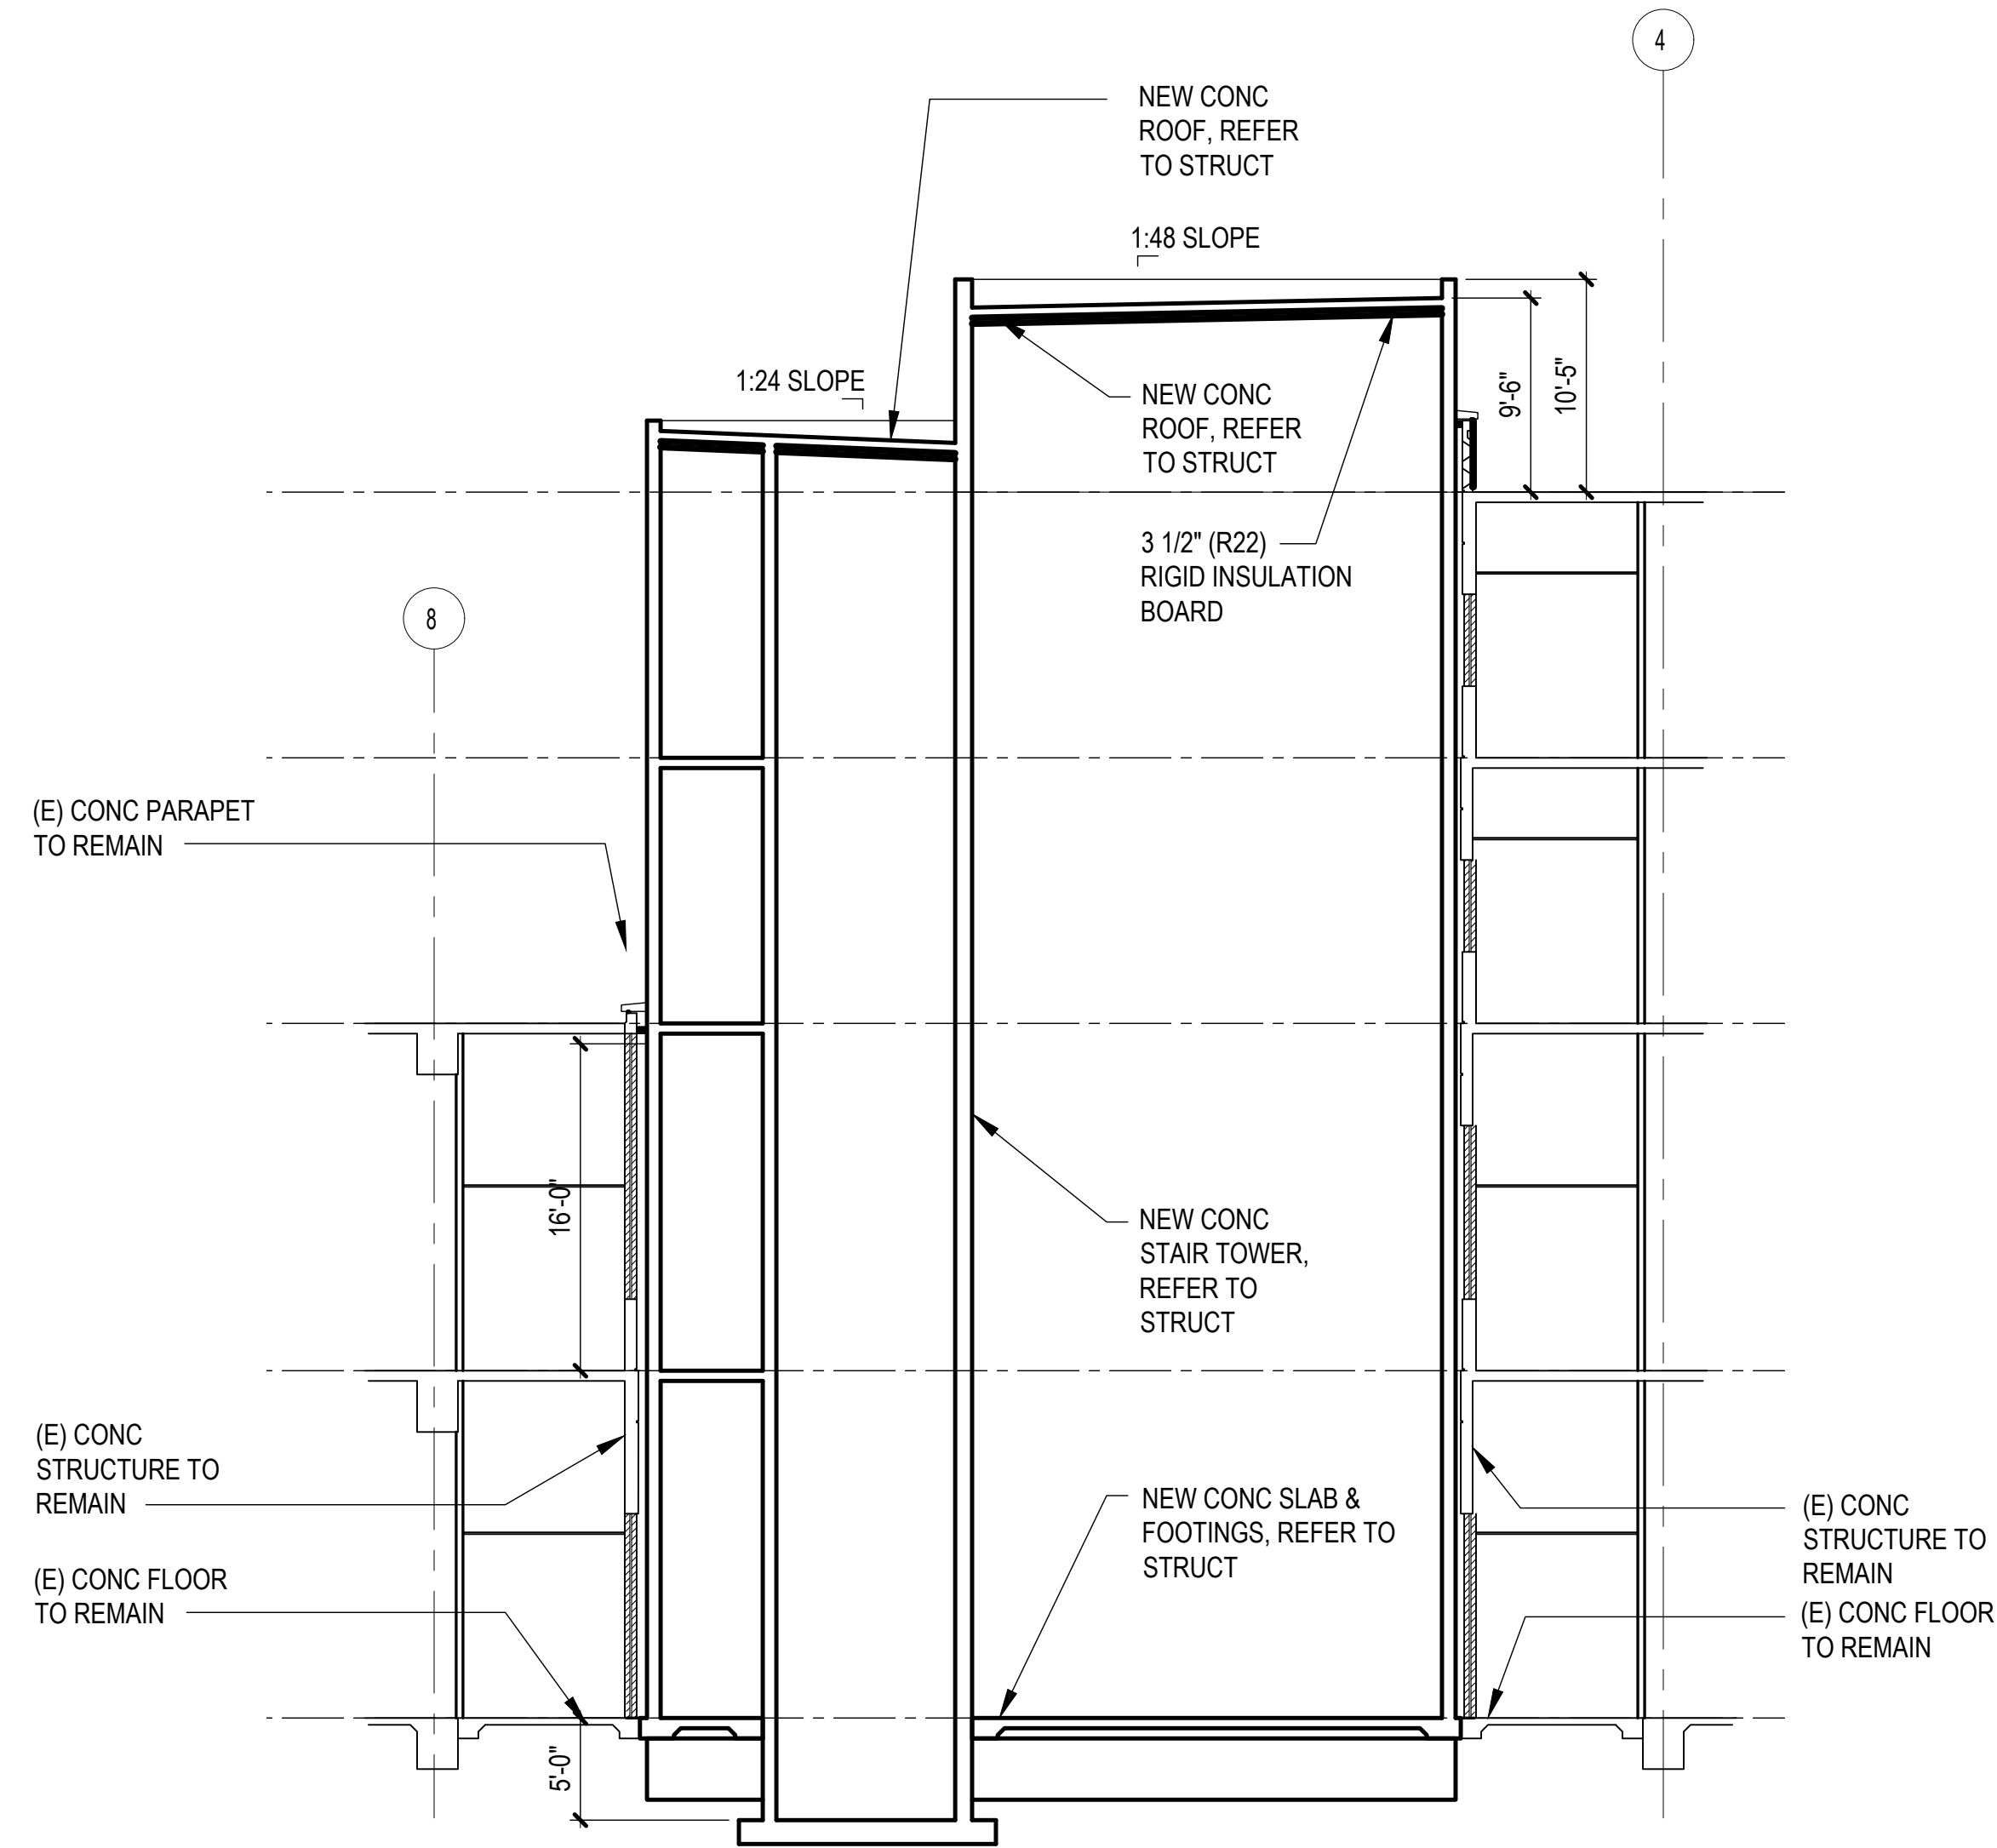 4
NEW CONC
ROOF, REFER
TO STRUCT
1:48 SLOPE
1:24 SLOPE
NEW CONC
ROOF, REFER
TO STRUCT
9'-6"
10'-5"
3 1/2" (R22)
RIGID INSULATION
BOARD
8
(E) CONC PARAPET
TO REMAIN
16'-0"
NEW CONC
STAIR TOWER,
REFER TO
STRUCT
(E) CONC
STRUCTURE TO
REMAIN
NEW CONC SLAB &
FOOTINGS, REFER TO
STRUCT
(E) CONC
STRUCTURE TO
REMAIN
(E) CONC FLOOR
TO REMAIN
(E) CONC FLOOR
TO REMAIN
5'-0"